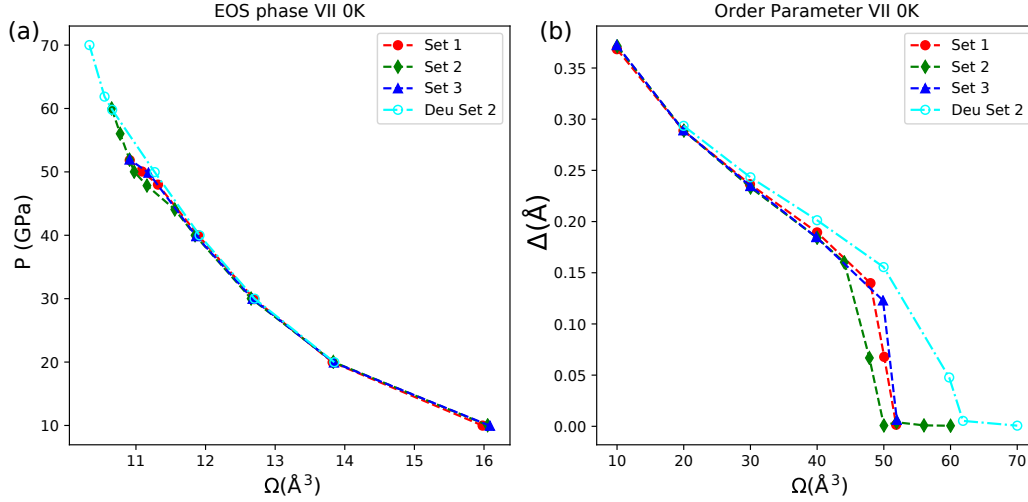 EOS phase VII 0K
(a)
Set 1
Set 2
Set 3
Deu Set 2
70
60
50
40
30
20
10
P (GPa)
11 12 13 14 15 16
Ω(Å³)
Order Parameter VII 0K
(b)
Set 1
Set 2
Set 3
Deu Set 2
0.35
0.30
0.25
0.20
0.15
0.10
0.05
0.00
Δ(Å)
10 20 30 40 50 60 70
Ω(Å³)